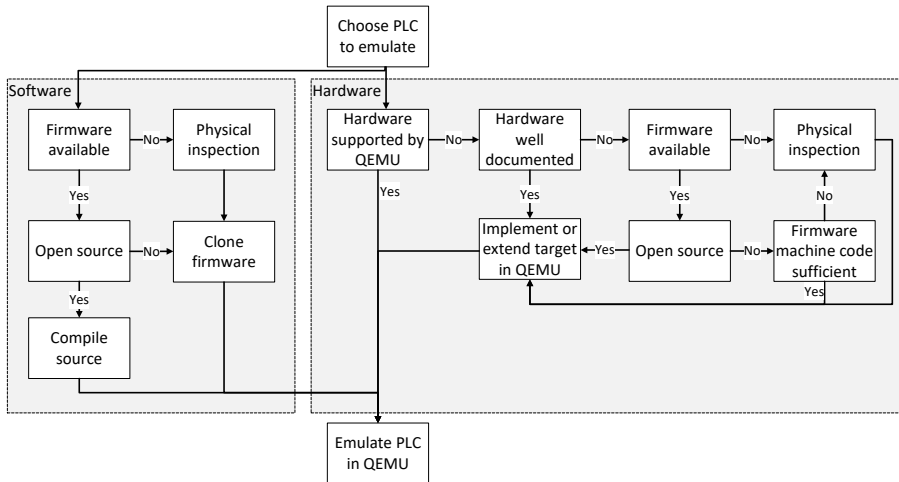 Choose PLC
to emulate
Software
Firmware
available
No
Physical
inspection
Yes
Open source
No
Clone
firmware
Yes
Compile
source
Hardware
Hardware
supported by
QEMU
No
Hardware
well
documented
No
Firmware
available
No
Physical
inspection
Yes
Yes
Yes
No
Implement or
extend target
in QEMU
Yes
Open source
No
Firmware
machine code
sufficient
Yes
Emulate PLC
in QEMU